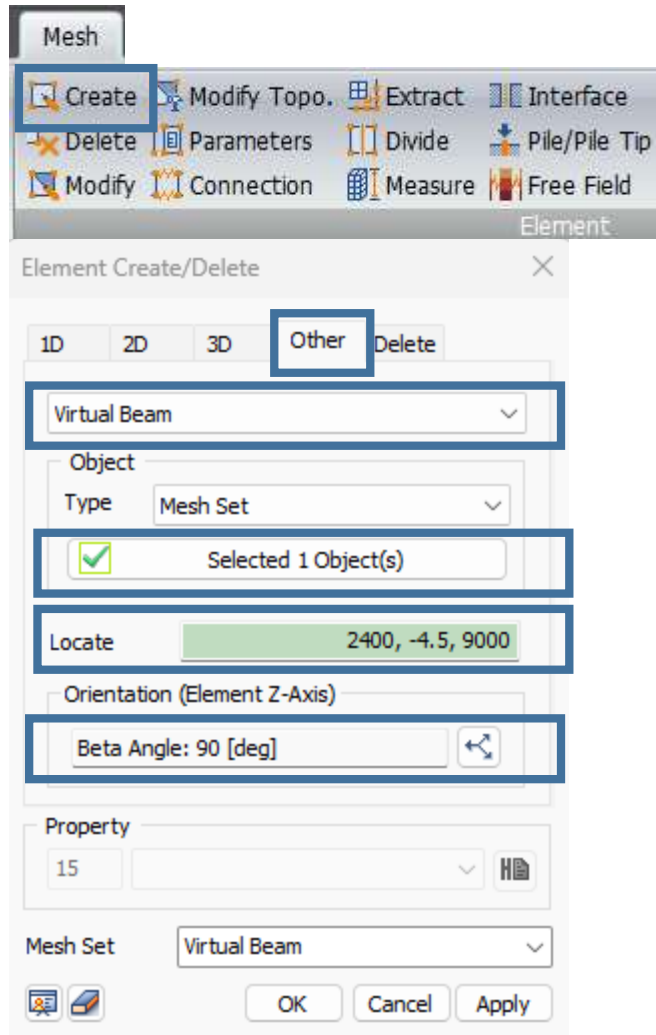 Mesh
Create Modify Topo. Extract Interface
Delete Parameters Divide Pile/Pile Tip
Modify Connection Measure Free Field
Element
Element Create/Delete
1D 2D 3D Other Delete
Virtual Beam
Object
Type Mesh Set
Selected 1 Object(s)
Locate 2400, -4.5, 9000
Orientation (Element Z-Axis)
Beta Angle: 90 [deg]
Property
15
Mesh Set Virtual Beam
OK Cancel Apply